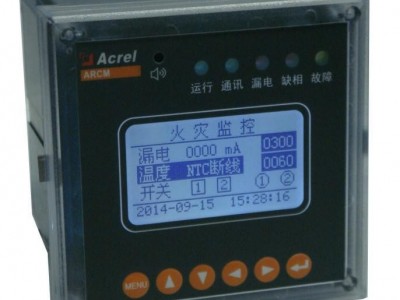 Acrel
ARCM
运行 通讯 漏电 缺相 故障
火灾监控
漏电 0000 mA 0300
温度 NTC断线 0060
开关 1 2 ① ②
2014-09-15 15:28:16
MENU